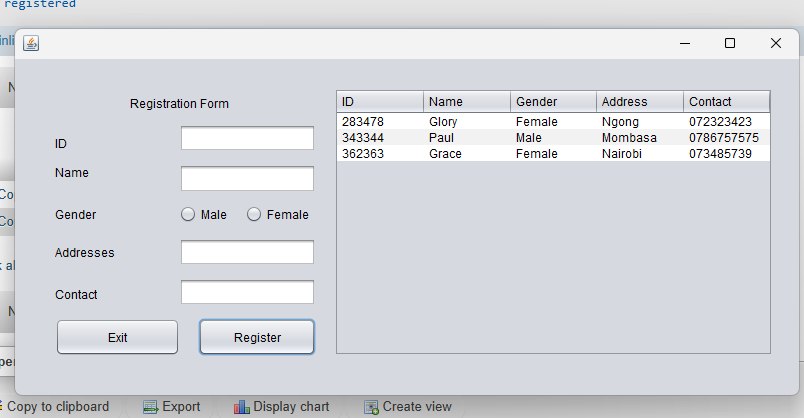 registered
Registration Form
ID
Name
Gender
Male
Female
Addresses
Contact
Exit
Register
ID Name Gender Address Contact
283478 Glory Female Ngong 072323423
343344 Paul Male Mombasa 0786757575
362363 Grace Female Nairobi 073485739
Copy to clipboard Export Display chart Create view